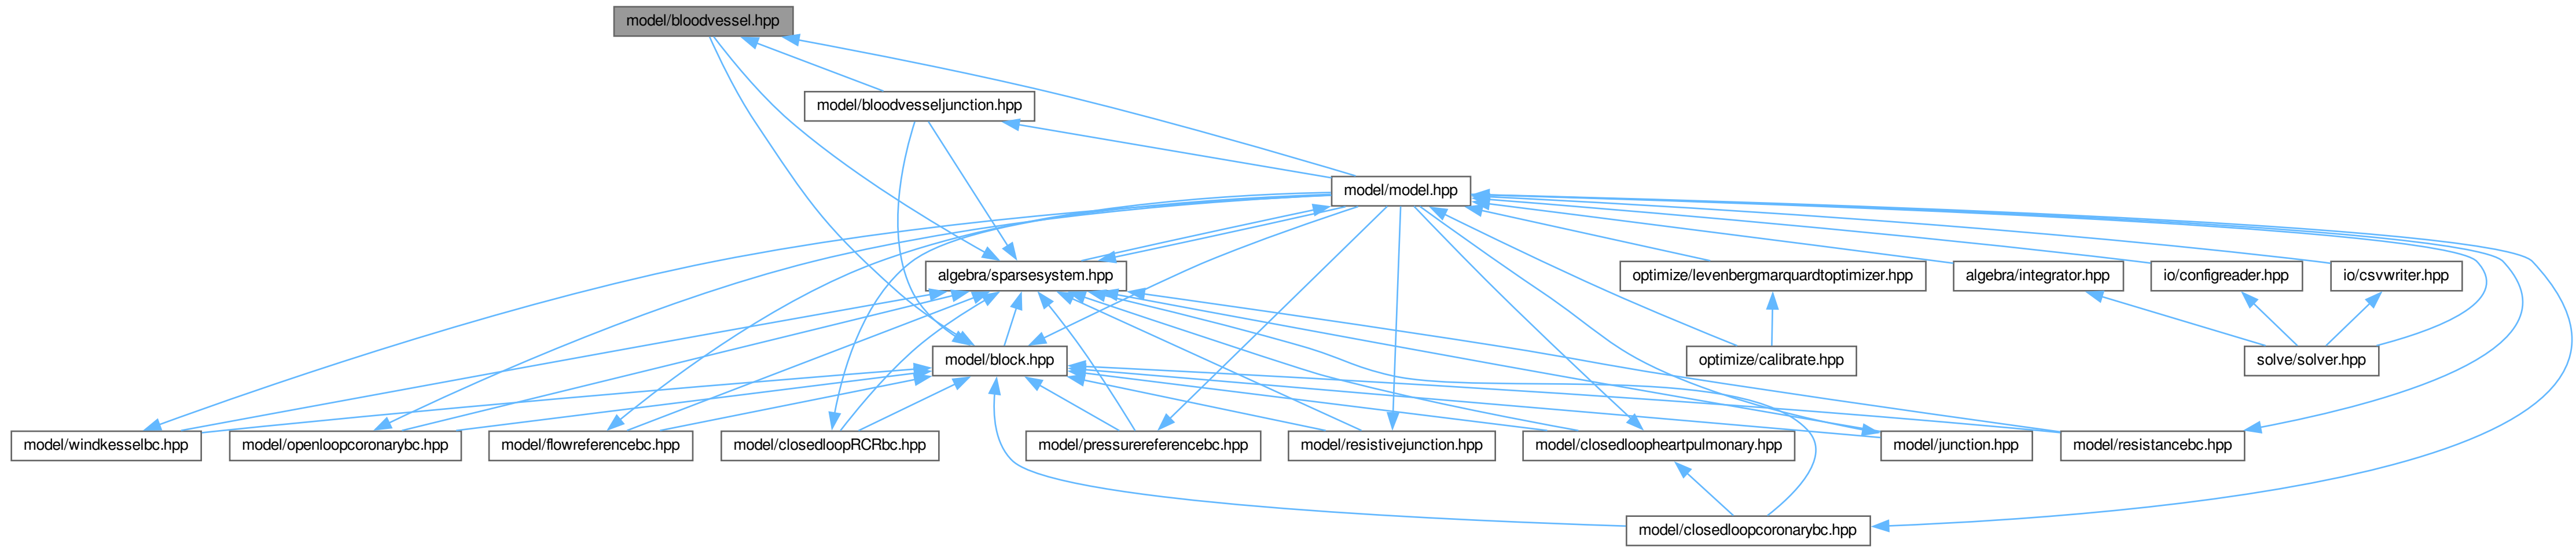 model/bloodvessel.hpp
model/bloodvesseljunction.hpp
model/model.hpp
algebra/sparsesystem.hpp
optimize/levenbergmarquardtoptimizer.hpp
algebra/integrator.hpp
io/configreader.hpp
io/csvwriter.hpp
model/block.hpp
optimize/calibrate.hpp
solve/solver.hpp
model/windkesselbc.hpp
model/openloopcoronarybc.hpp
model/flowreferencebc.hpp
model/closedloopRCRbc.hpp
model/pressurereferencebc.hpp
model/resistivejunction.hpp
model/closedloopheartpulmonary.hpp
model/junction.hpp
model/resistancebc.hpp
model/closedloopcoronarybc.hpp